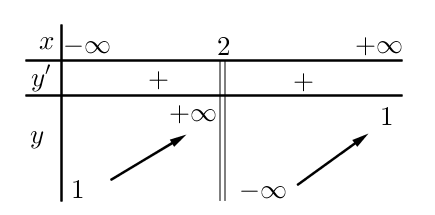 x −∞ 2 +∞
y′ + +
+∞ 1
y
1 −∞